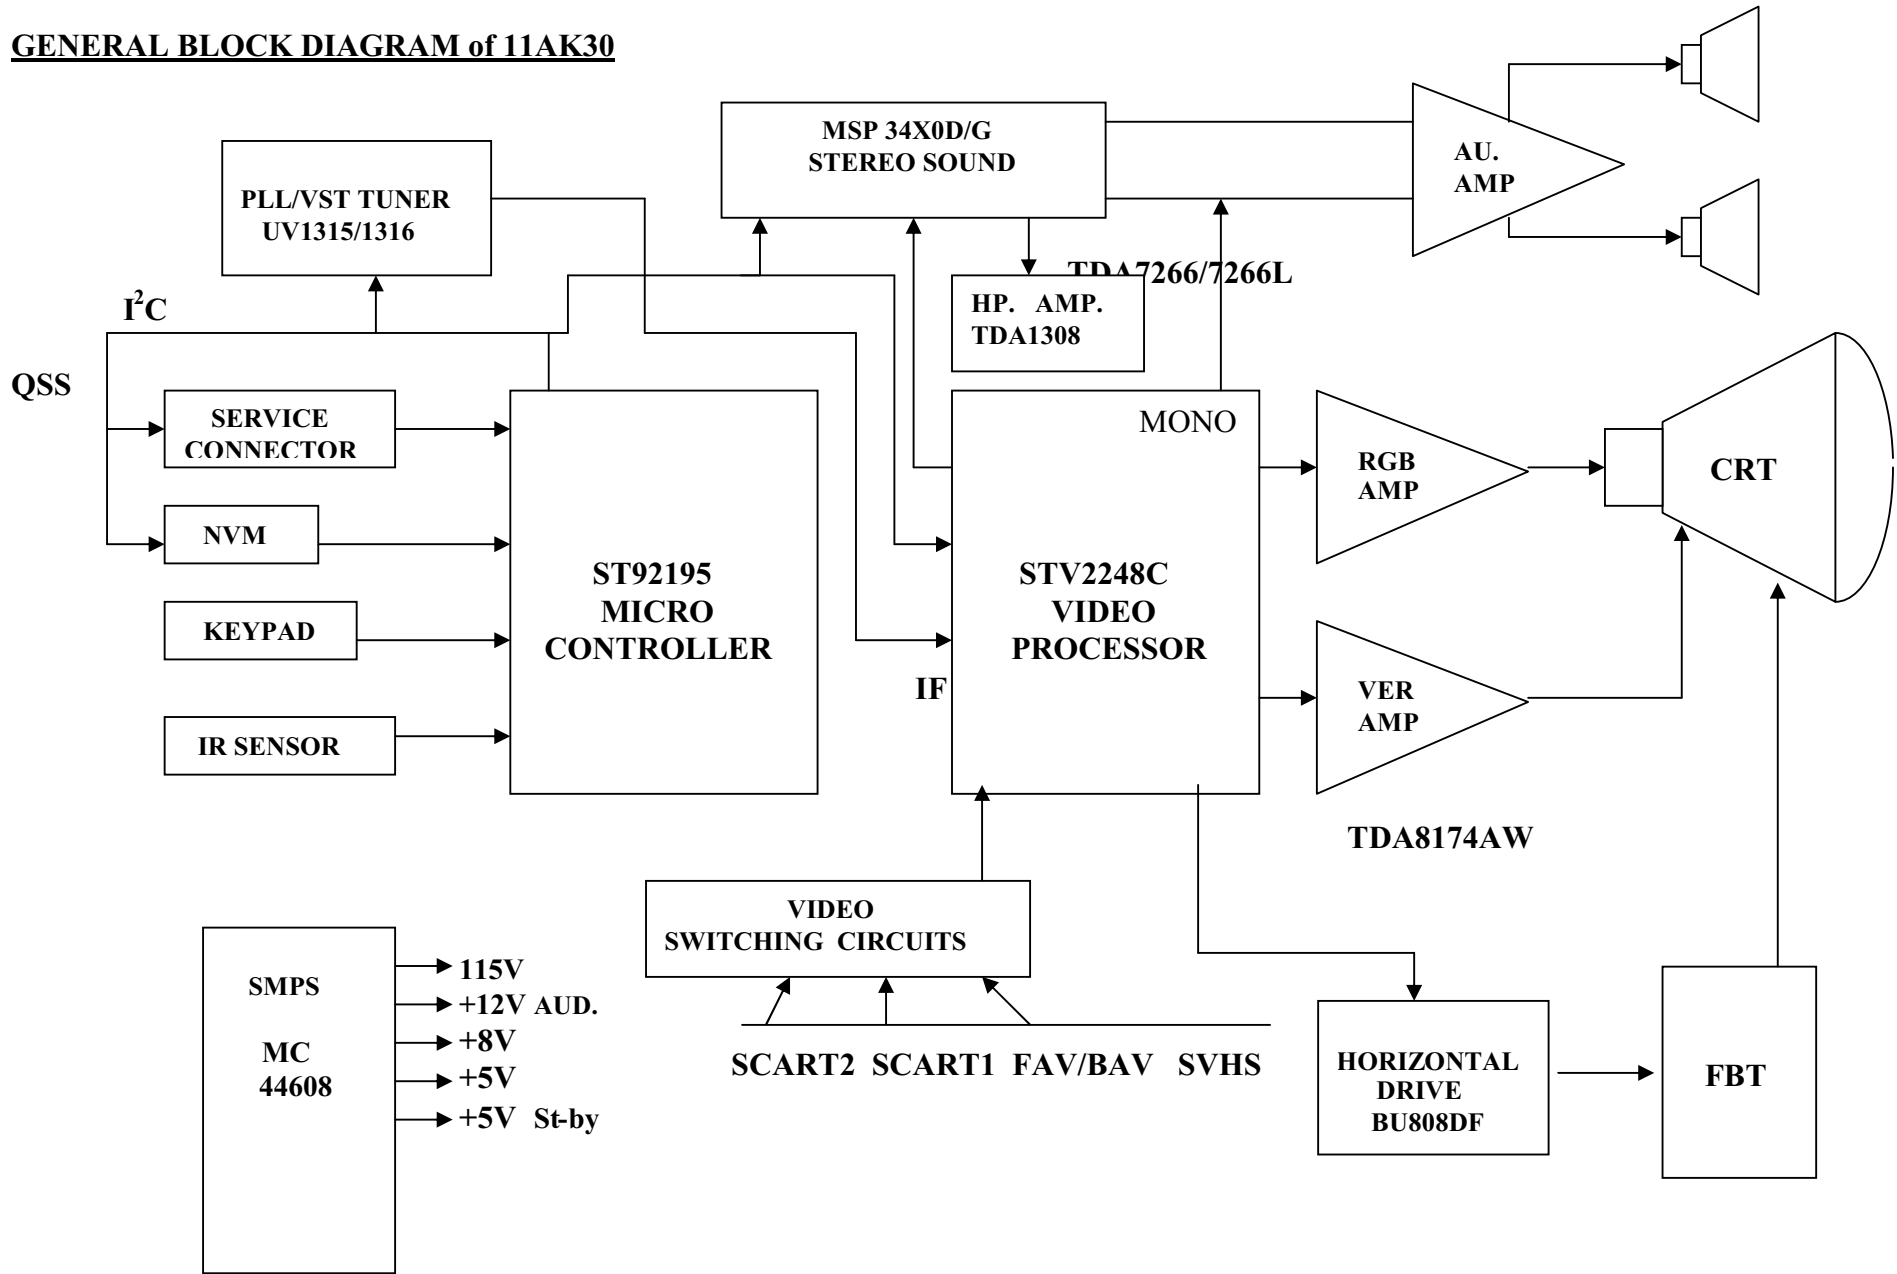 GENERAL BLOCK DIAGRAM of 11AK30
MSP 34X0D/G
STEREO SOUND
AU.
AMP
PLL/VST TUNER
UV1315/1316
TDA7266/7266L
I²C
HP. AMP.
TDA1308
QSS
SERVICE
CONNECTOR
MONO
RGB
AMP
CRT
NVM
ST92195
MICRO
CONTROLLER
STV2248C
VIDEO
PROCESSOR
KEYPAD
IF
VER
AMP
IR SENSOR
TDA8174AW
VIDEO
SWITCHING CIRCUITS
SMPS
MC
44608
115V
+12V AUD.
+8V
+5V
+5V St-by
SCART2 SCART1 FAV/BAV SVHS
HORIZONTAL
DRIVE
BU808DF
FBT